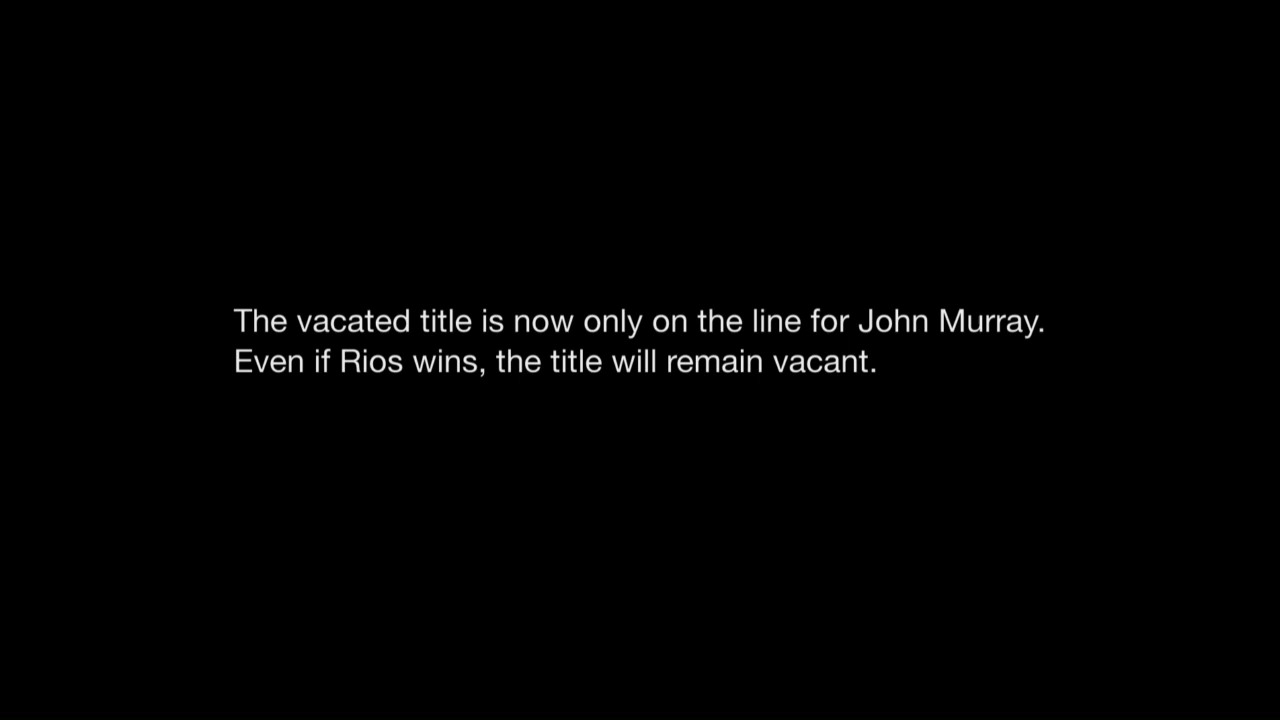 The vacated title is now only on the line for John Murray.
Even if Rios wins, the title will remain vacant.